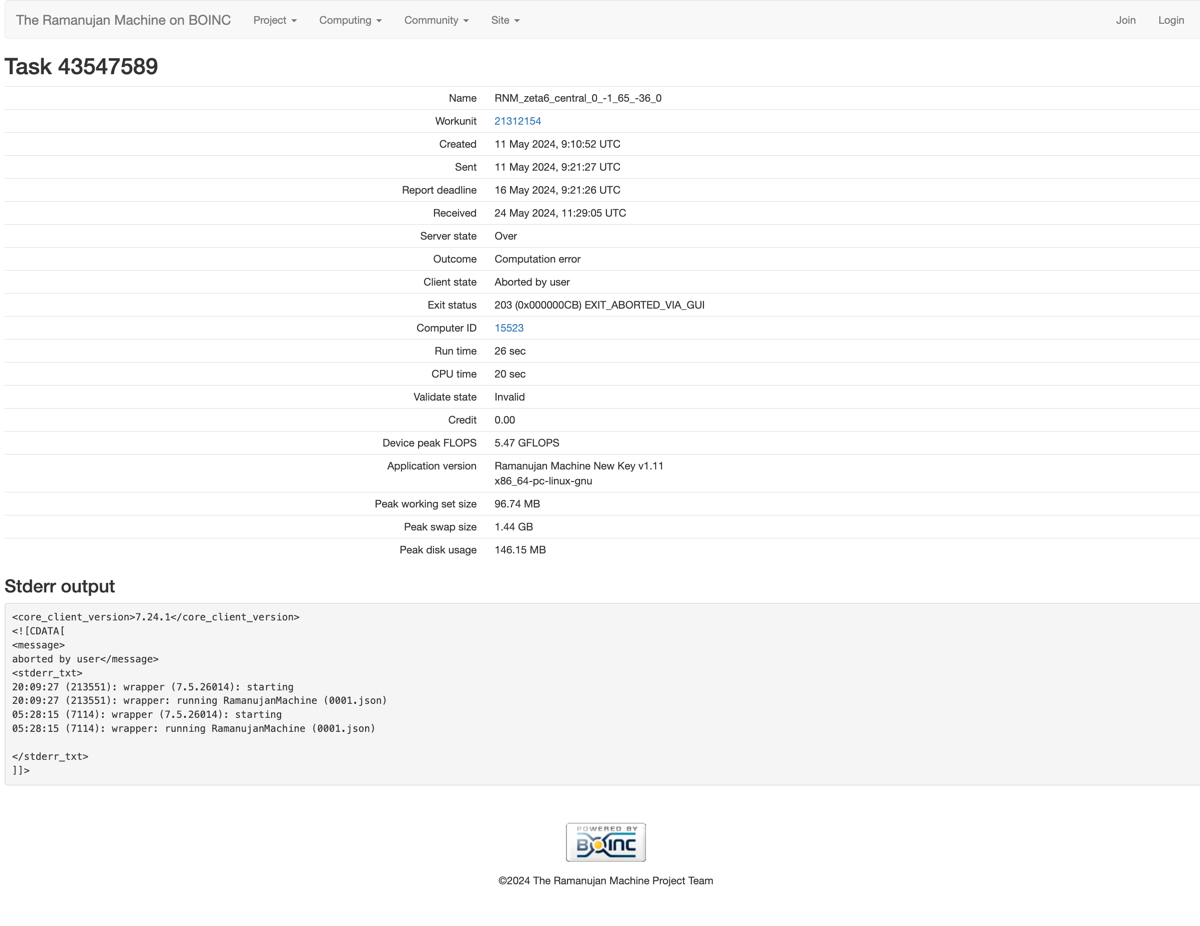 The Ramanujan Machine on BOINC Project Computing Community Site Join Login
Task 43547589
Name RNM_zeta6_central_0_-1_65_-36_0
Workunit 21312154
Created 11 May 2024, 9:10:52 UTC
Sent 11 May 2024, 9:21:27 UTC
Report deadline 16 May 2024, 9:21:26 UTC
Received 24 May 2024, 11:29:05 UTC
Server state Over
Outcome Computation error
Client state Aborted by user
Exit status 203 (0x000000CB) EXIT_ABORTED_VIA_GUI
Computer ID 15523
Run time 26 sec
CPU time 20 sec
Validate state Invalid
Credit 0.00
Device peak FLOPS 5.47 GFLOPS
Application version Ramanujan Machine New Key v1.11
x86_64-pc-linux-gnu
Peak working set size 96.74 MB
Peak swap size 1.44 GB
Peak disk usage 146.15 MB
Stderr output
<core_client_version>7.24.1</core_client_version>
<![CDATA[
<message>
aborted by user</message>
<stderr_txt>
20:09:27 (213551): wrapper (7.5.26014): starting
20:09:27 (213551): wrapper: running RamanujanMachine (0001.json)
05:28:15 (7114): wrapper (7.5.26014): starting
05:28:15 (7114): wrapper: running RamanujanMachine (0001.json)
</stderr_txt>
]]>
POWERED BY
BOINC
©2024 The Ramanujan Machine Project Team